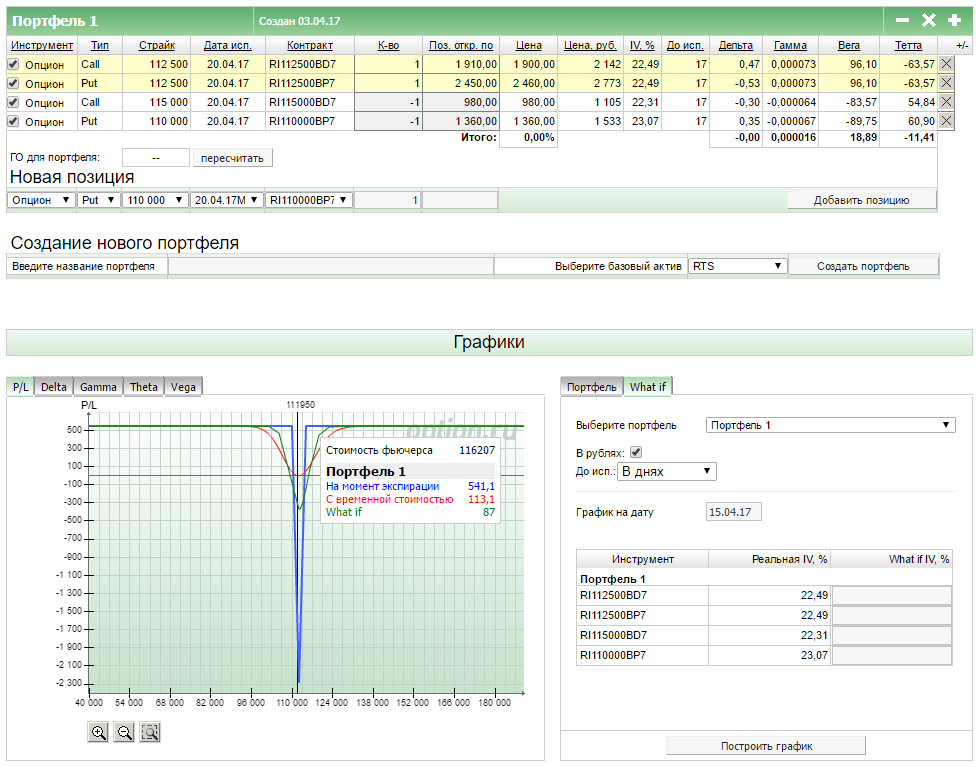 Портфель 1 Создан 03.04.17
Инструмент Тип Страйк Дата исп. Контракт К-во Поз. откр. по Цена Цена, руб. IV, % До исп. Дельта Гамма Вега Тетта +/-
Опцион Call 112 500 20.04.17 RI112500BD7 1 1 910,00 1 900,00 2 142 22,49 17 0,47 0,000073 96,10 -63,57
Опцион Put 112 500 20.04.17 RI112500BP7 1 2 450,00 2 460,00 2 773 22,49 17 -0,53 0,000073 96,10 -63,57
Опцион Call 115 000 20.04.17 RI115000BD7 -1 980,00 980,00 1 105 22,31 17 -0,30 -0,000064 -83,57 54,84
Опцион Put 110 000 20.04.17 RI110000BP7 -1 1 360,00 1 360,00 1 533 23,07 17 0,35 -0,000067 -89,75 60,90
Итого: 0,00% -0,00 0,000016 18,89 -11,41
ГО для портфеля: -- пересчитать
Новая позиция
Опцион Put 110 000 20.04.17M RI110000BP7 1 Добавить позицию
Создание нового портфеля
Введите название портфеля Выберите базовый актив RTS Создать портфель
Графики
P/L Delta Gamma Theta Vega
P/L 111950
option.ru
500
300
100
-100
-300
-500
-700
-900
-1 100
-1 300
-1 500
-1 700
-1 900
-2 100
-2 300
40 000 54 000 68 000 82 000 96 000 110 000 124 000 138 000 152 000 166 000 180 000
Стоимость фьючерса 116207
Портфель 1
На момент экспирации 541,1
С временной стоимостью 113,1
What if 87
Портфель What if
Выберите портфель Портфель 1
В рублях:
До исп.: В днях
График на дату 15.04.17
Инструмент Реальная IV, % What if IV, %
Портфель 1
RI112500BD7 22,49
RI112500BP7 22,49
RI115000BD7 22,31
RI110000BP7 23,07
Построить график